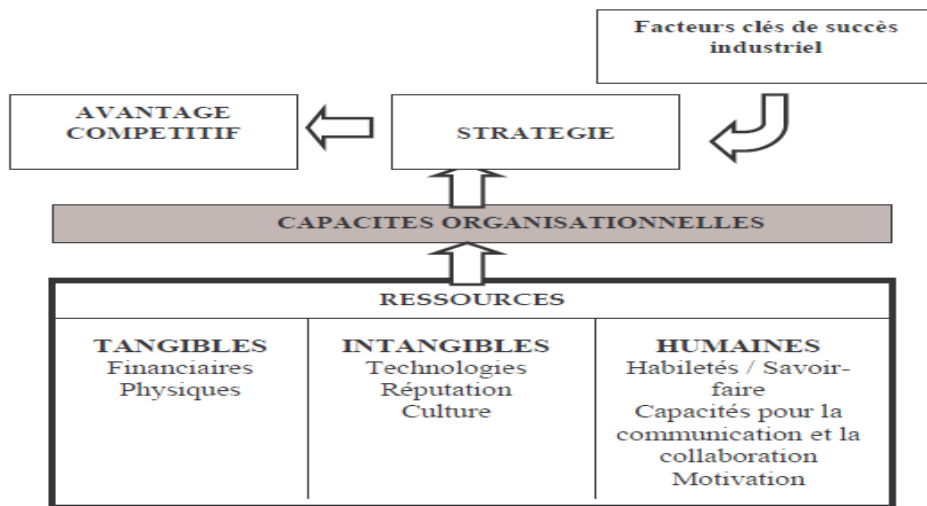 Facteurs clés de succès
industriel
AVANTAGE
COMPETITIF
STRATEGIE
CAPACITES ORGANISATIONNELLES
RESSOURCES
TANGIBLES
Financiaires
Physiques
INTANGIBLES
Technologies
Réputation
Culture
HUMAINES
Habiletés / Savoir-
faire
Capacités pour la
communication et la
collaboration
Motivation